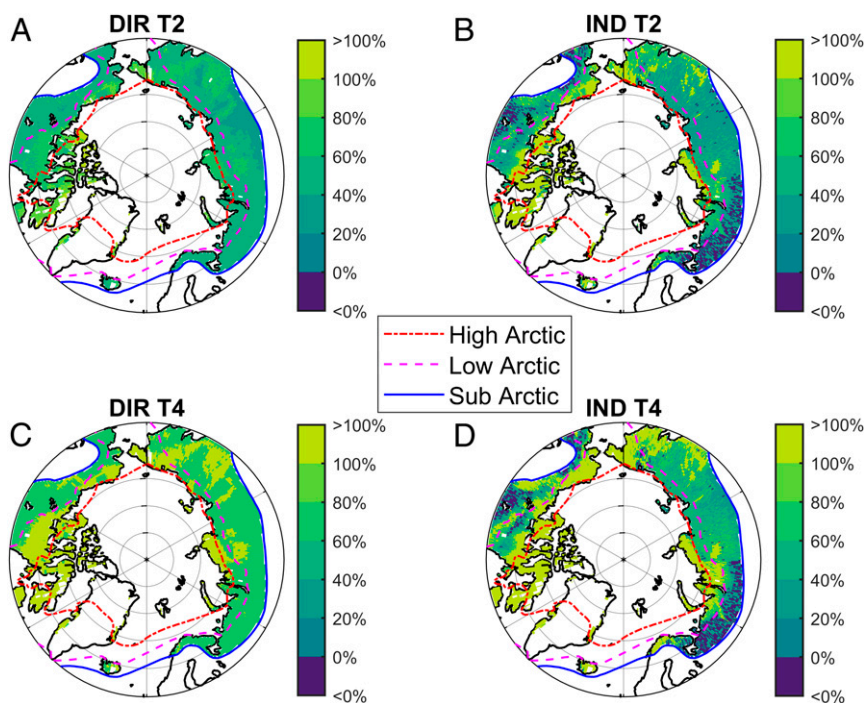 A
DIR T2
>100%
100%
80%
60%
40%
20%
0%
<0%
B
IND T2
>100%
100%
80%
60%
40%
20%
0%
<0%
High Arctic
Low Arctic
Sub Arctic
C
DIR T4
>100%
100%
80%
60%
40%
20%
0%
<0%
D
IND T4
>100%
100%
80%
60%
40%
20%
0%
<0%